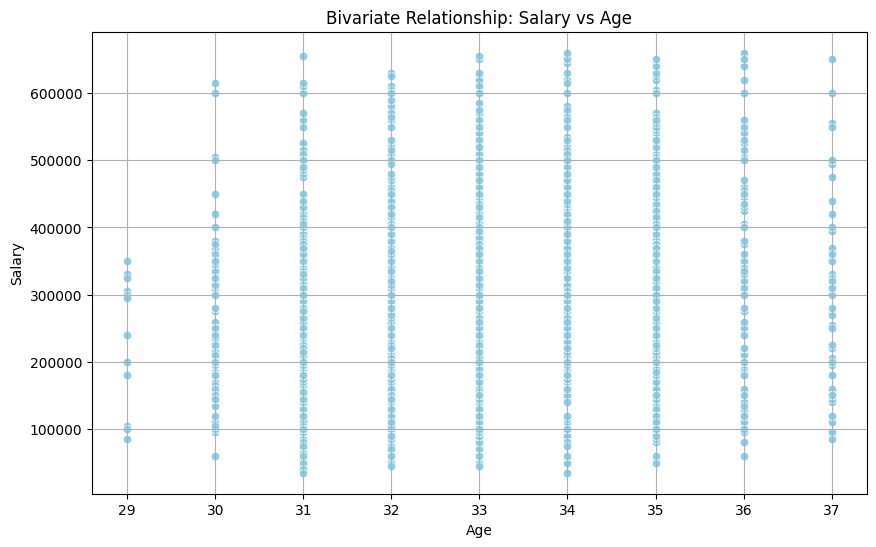 Bivariate Relationship: Salary vs Age
600000
500000
400000
300000
200000
100000
Salary
29 30 31 32 33 34 35 36 37
Age